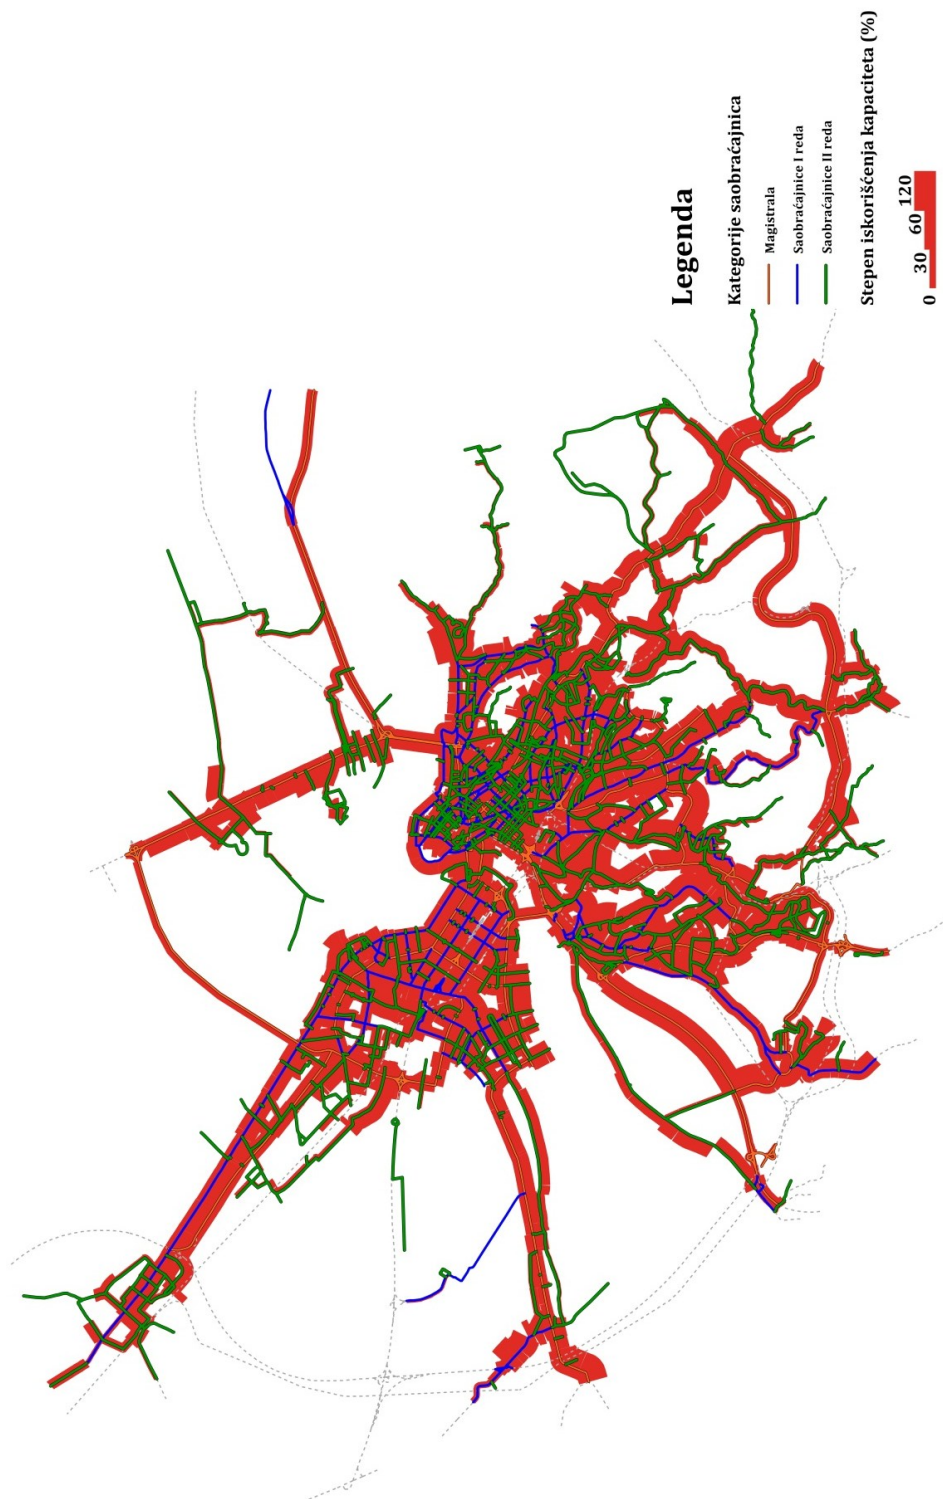 Legenda
Kategorije saobraćajnica
Magistrala
Saobraćajnice I reda
Saobraćajnice II reda
Stepen iskorišćenja kapaciteta (%)
0 30 60 120